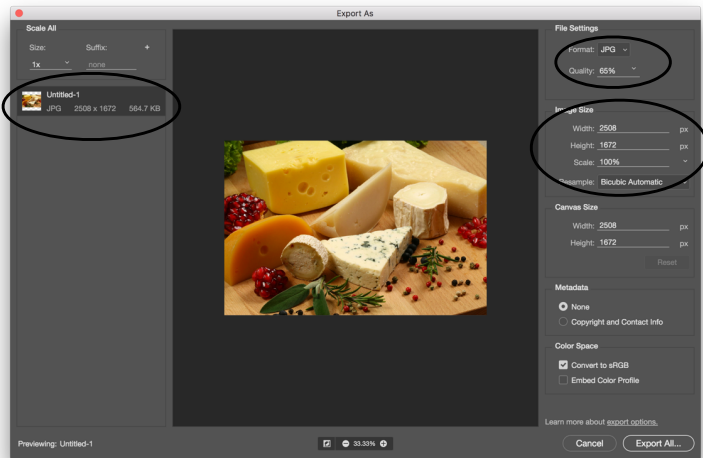 Export As
Scale All
Size: Suffix: +
1x none
Untitled-1
JPG 2508 x 1672 564.7 KB
File Settings
Format: JPG
Quality: 65%
Image Size
Width: 2508 px
Height: 1672 px
Scale: 100%
Resample: Bicubic Automatic
Canvas Size
Width: 2508 px
Height: 1672 px
Reset
Metadata
None
Copyright and Contact Info
Color Space
Convert to sRGB
Embed Color Profile
Learn more about export options.
Previewing: Untitled-1
33.33%
Cancel
Export All...